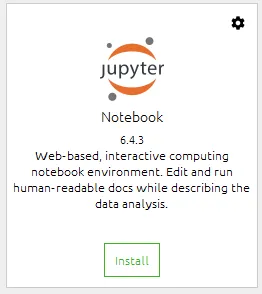 jupyter
Notebook
6.4.3
Web-based, interactive computing
notebook environment. Edit and run
human-readable docs while describing the
data analysis.
Install